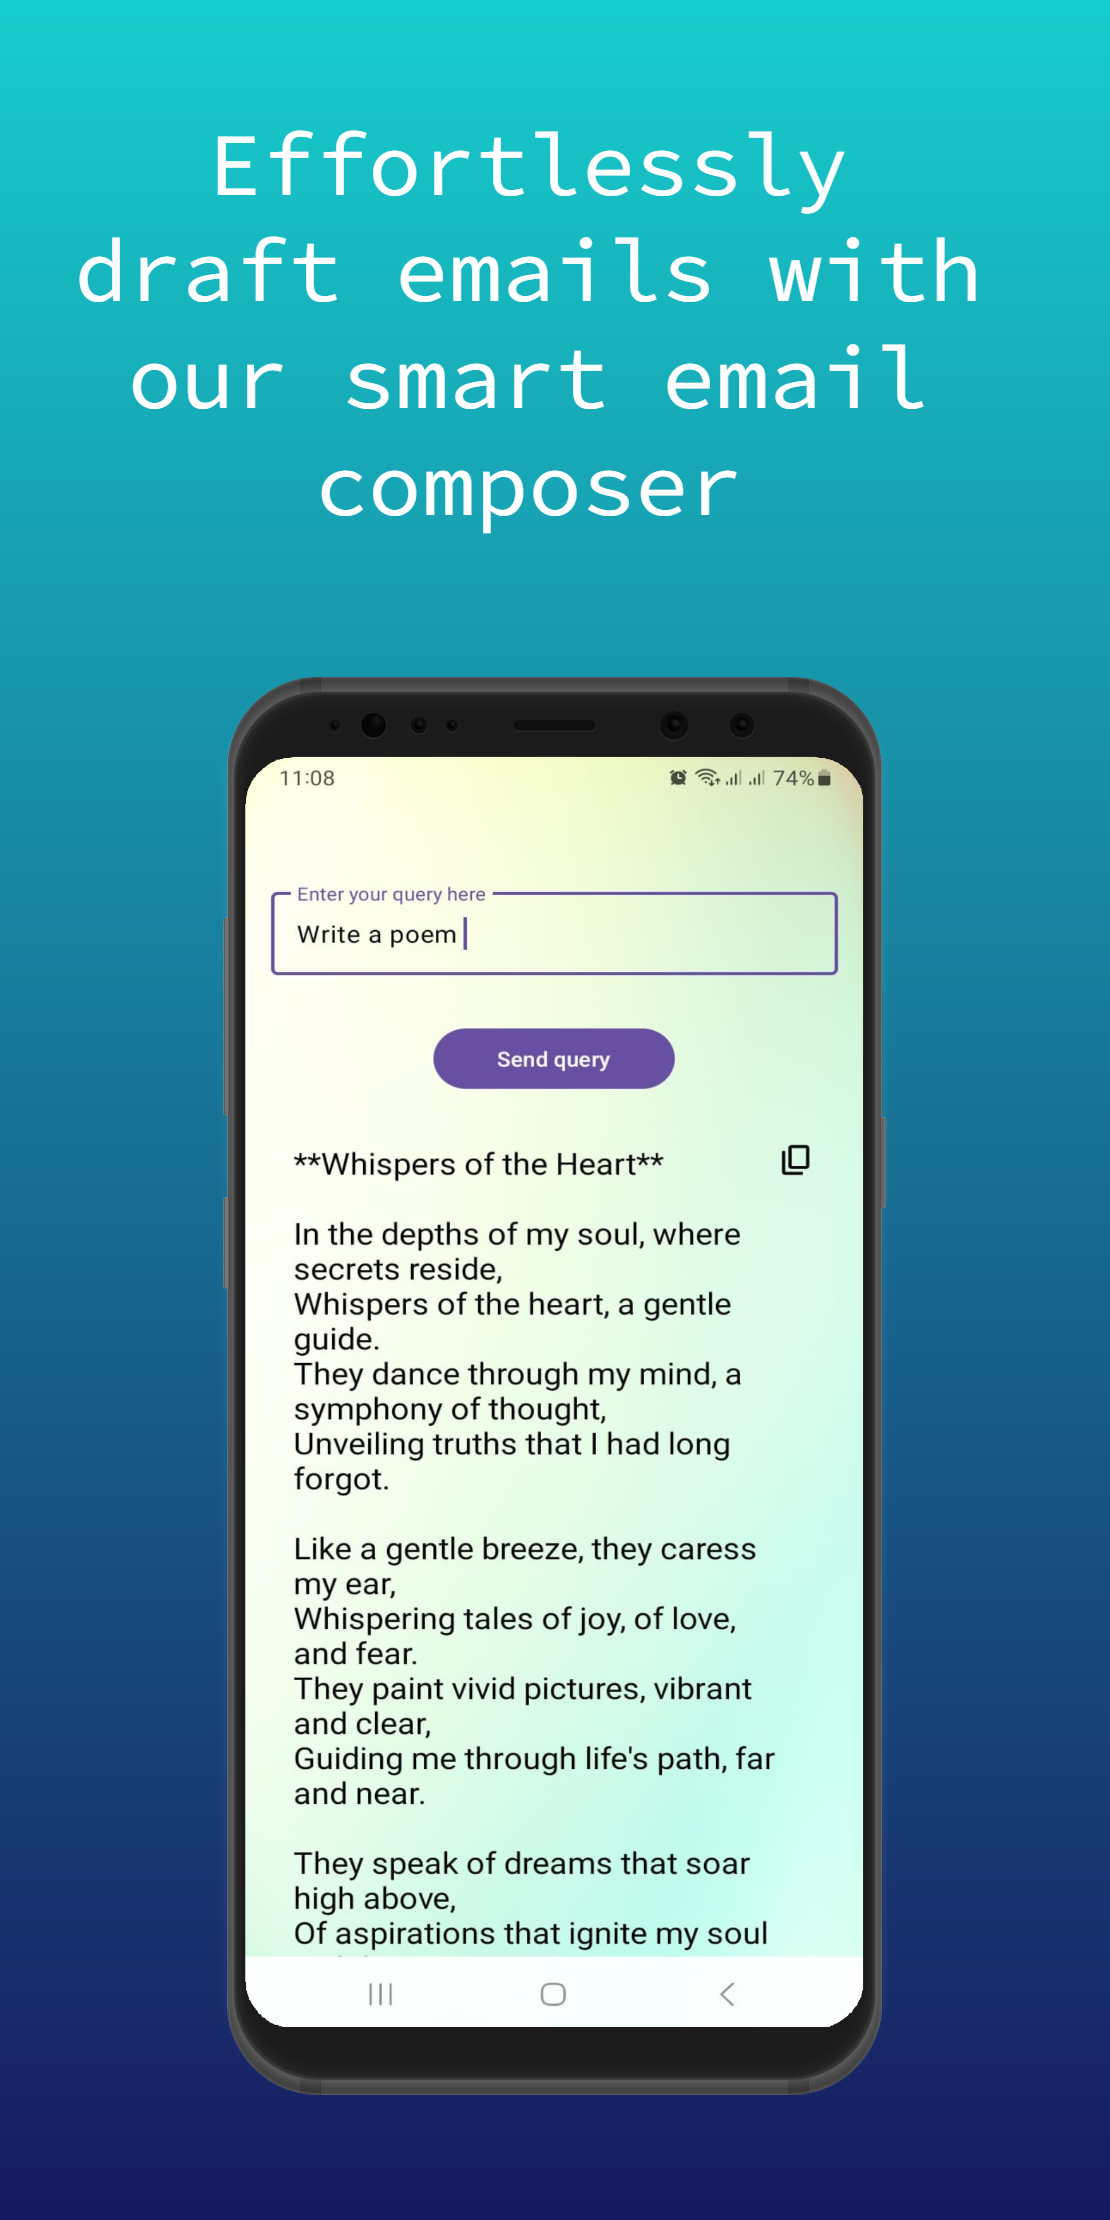 Effortlessly
draft emails with
our smart email
composer
11:08
74%
Enter your query here
Write a poem
Send query
**Whispers of the Heart**
In the depths of my soul, where
secrets reside,
Whispers of the heart, a gentle
guide.
They dance through my mind, a
symphony of thought,
Unveiling truths that I had long
forgot.
Like a gentle breeze, they caress
my ear,
Whispering tales of joy, of love,
and fear.
They paint vivid pictures, vibrant
and clear,
Guiding me through life's path, far
and near.
They speak of dreams that soar
high above,
Of aspirations that ignite my soul